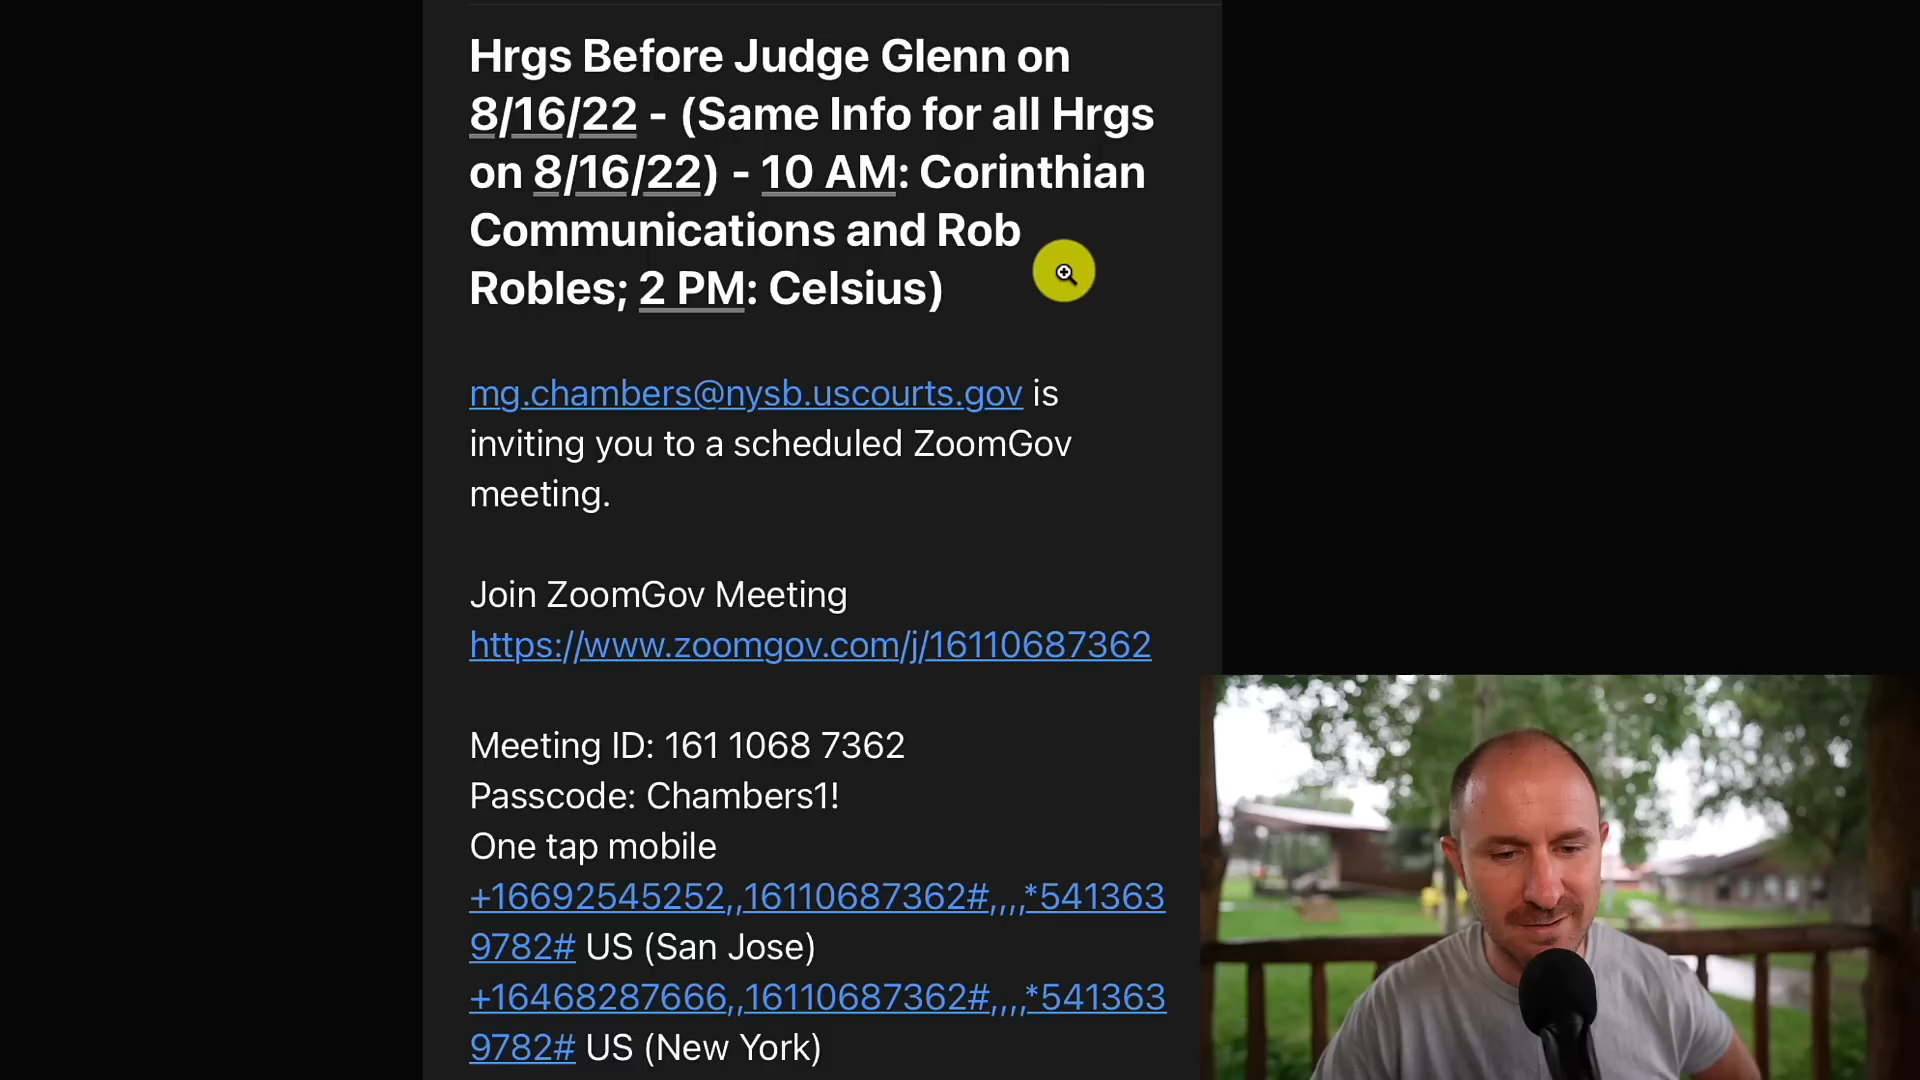 Hrgs Before Judge Glenn on
8/16/22 - (Same Info for all Hrgs
on 8/16/22) - 10 AM: Corinthian
Communications and Rob
Robles; 2 PM: Celsius)
mg.chambers@nysb.uscourts.gov is
inviting you to a scheduled ZoomGov
meeting.
Join ZoomGov Meeting
https://www.zoomgov.com/j/16110687362
Meeting ID: 161 1068 7362
Passcode: Chambers1!
One tap mobile
+16692545252,,16110687362#,,,,*541363
9782# US (San Jose)
+16468287666,,16110687362#,,,,*541363
9782# US (New York)